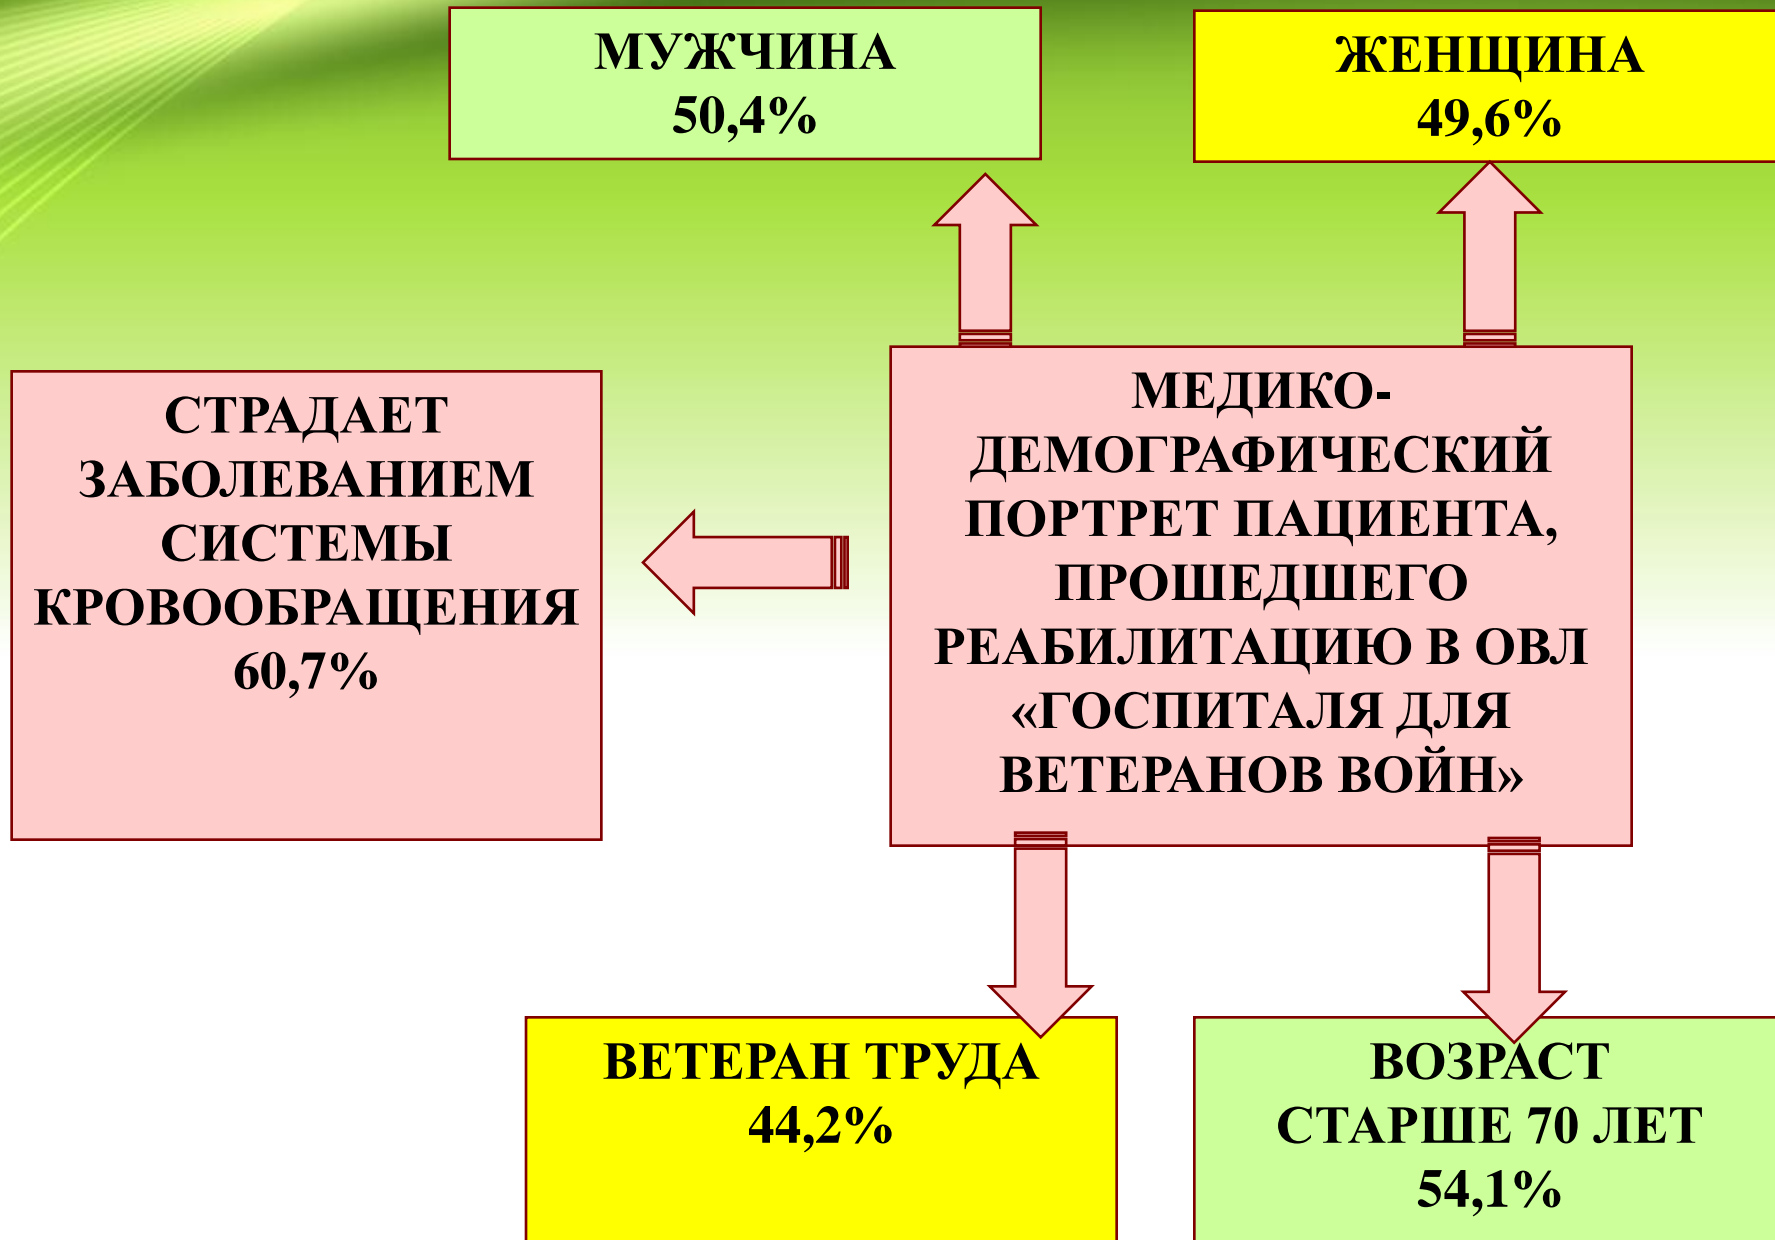 МУЖЧИНА
50,4%
ЖЕНЩИНА
49,6%
СТРАДАЕТ
ЗАБОЛЕВАНИЕМ
СИСТЕМЫ
КРОВООБРАЩЕНИЯ
60,7%
МЕДИКО-
ДЕМОГРАФИЧЕСКИЙ
ПОРТРЕТ ПАЦИЕНТА,
ПРОШЕДШЕГО
РЕАБИЛИТАЦИЮ В ОВЛ
«ГОСПИТАЛЯ ДЛЯ
ВЕТЕРАНОВ ВОЙН»
ВЕТЕРАН ТРУДА
44,2%
ВОЗРАСТ
СТАРШЕ 70 ЛЕТ
54,1%